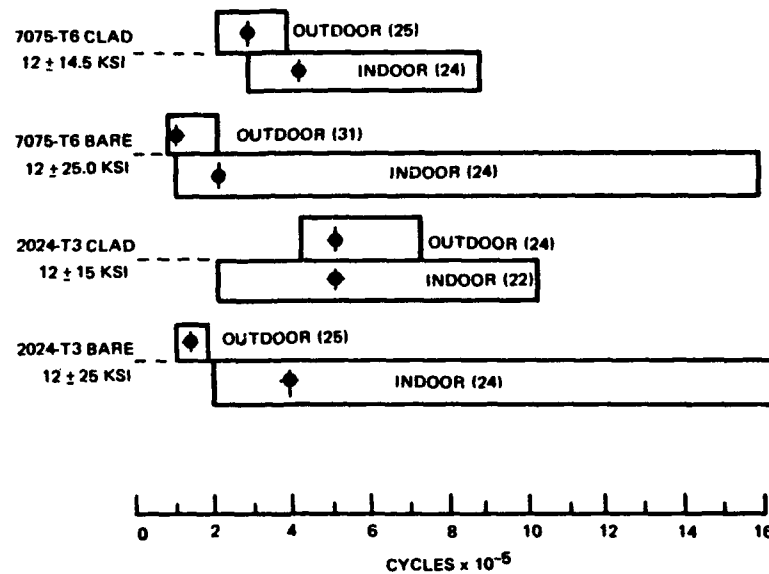 7075-T6 CLAD
12 ± 14.5 KSI
OUTDOOR (25)
INDOOR (24)
7075-T6 BARE
12 ± 25.0 KSI
OUTDOOR (31)
INDOOR (24)
2024-T3 CLAD
12 ± 15 KSI
OUTDOOR (24)
INDOOR (22)
2024-T3 BARE
12 ± 25 KSI
OUTDOOR (25)
INDOOR (24)
0 2 4 6 8 10 12 14 16
CYCLES x 10⁻⁵